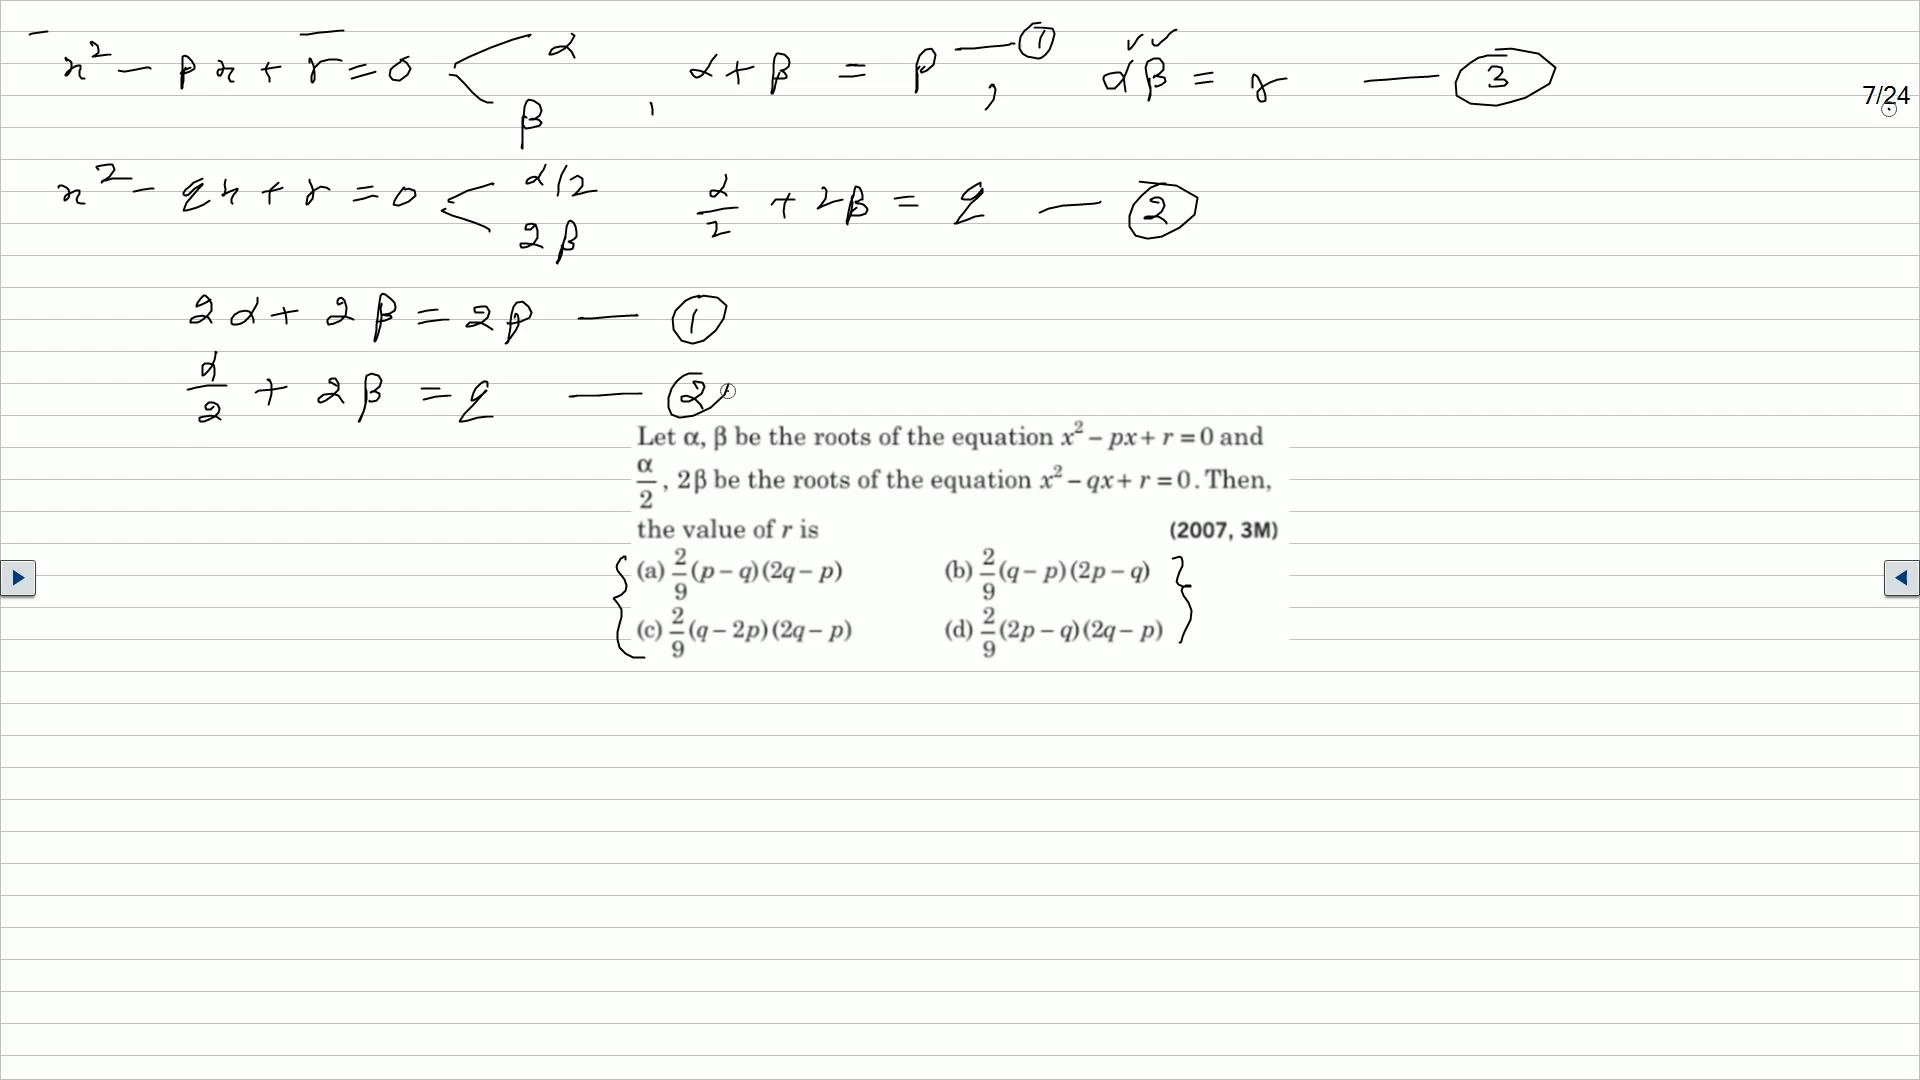 x² - px + r = 0 < α β , α + β = p — ① , αβ = r — ③
7/24
x² - qx + r = 0 < α/2 2β α/2 + 2β = q — ②
2α + 2β = 2p — ①
α/2 + 2β = q — ②
Let α, β be the roots of the equation x² – px + r = 0 and
α/2, 2β be the roots of the equation x² – qx + r = 0. Then,
the value of r is (2007, 3M)
(a) 2/9 (p – q)(2q – p) (b) 2/9 (q – p)(2p – q)
(c) 2/9 (q – 2p)(2q – p) (d) 2/9 (2p – q)(2q – p)